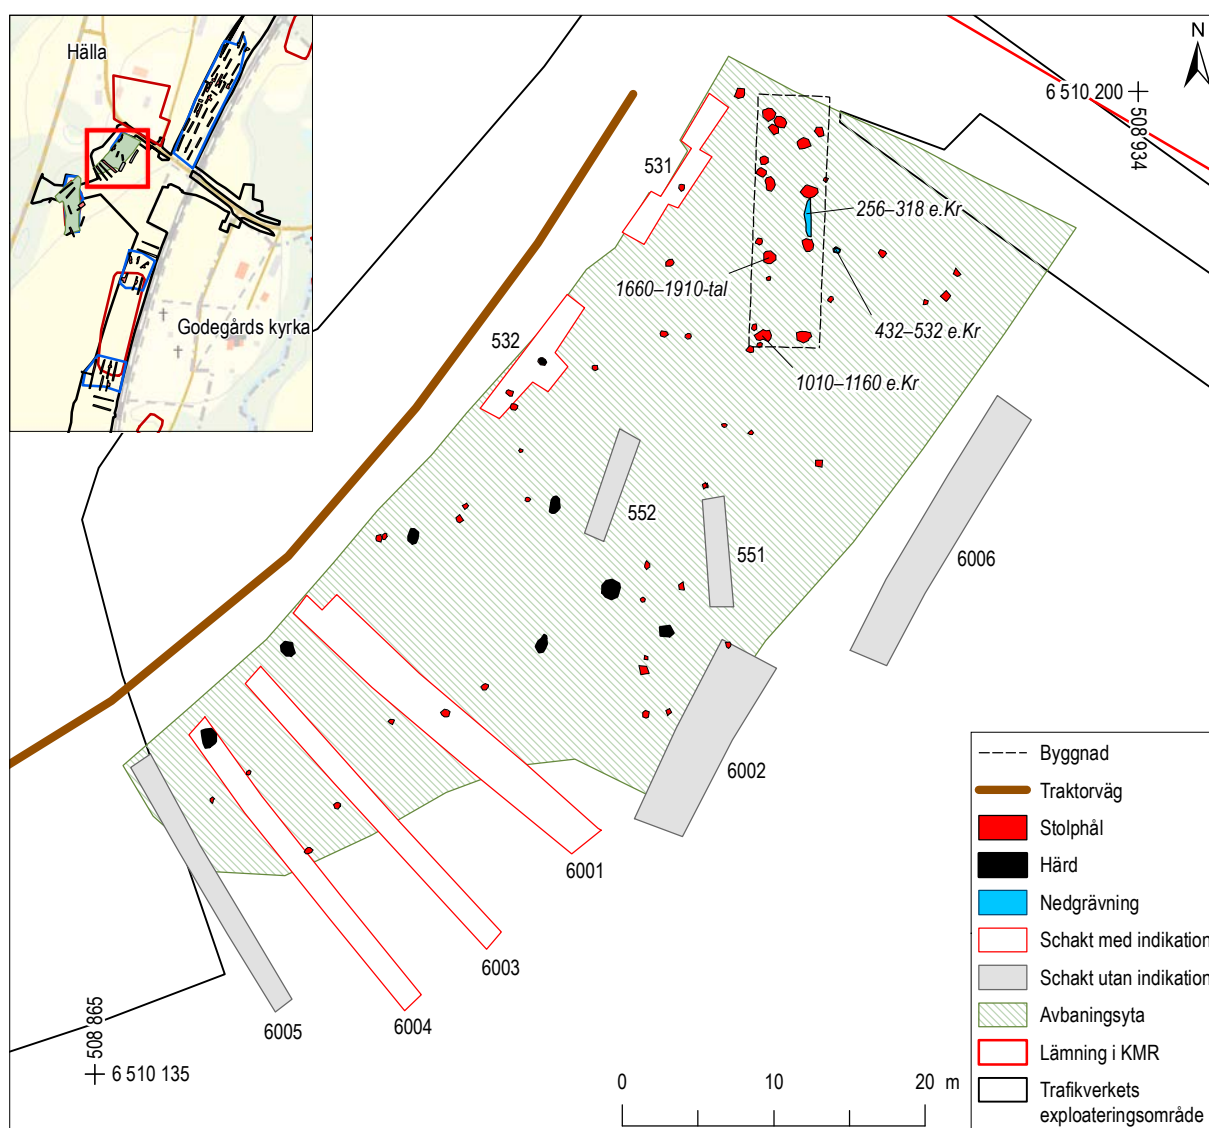 Hälla
Godegårds kyrka
N
6 510 200
508 934
531
256–318 e.Kr
1660–1910-tal
432–532 e.Kr
532
1010–1160 e.Kr
552
551
6006
6002
6001
6003
6004
6005
508 865
6 510 135
0 10 20 m
Byggnad
Traktorväg
Stolphål
Härd
Nedgrävning
Schakt med indikation
Schakt utan indikation
Avbaningsyta
Lämning i KMR
Trafikverkets
exploateringsområde